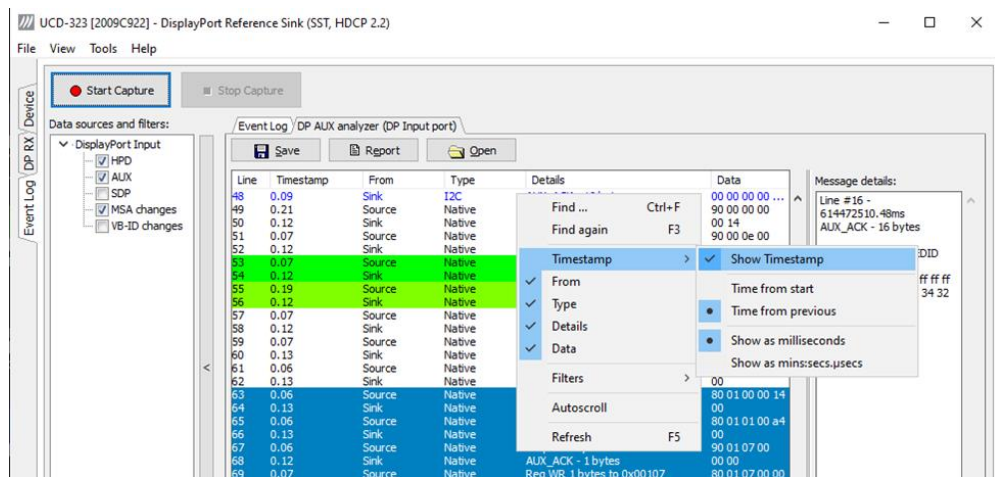 UCD-323 [2009C922] - DisplayPort Reference Sink (SST, HDCP 2.2)
File View Tools Help
Start Capture
Stop Capture
Device
DP RX
Event Log
Data sources and filters:
DisplayPort Input
HPD
AUX
SDP
MSA changes
VB-ID changes
<
Event Log
DP AUX analyzer (DP Input port)
Save
Report
Open
Line Timestamp From Type Details Data
48 0.09 Sink I2C 00 00 00 00 ...
49 0.21 Source Native 90 00 00 00
50 0.12 Sink Native 00 14
51 0.07 Source Native 90 00 0e 00
52 0.12 Sink Native
53 0.07 Source Native
54 0.12 Sink Native
55 0.19 Source Native
56 0.12 Sink Native
57 0.07 Source Native
58 0.12 Sink Native
59 0.07 Source Native
60 0.13 Sink Native
61 0.06 Source Native
62 0.13 Sink Native 00
63 0.06 Source Native 80 01 00 00 14
64 0.13 Sink Native 00
65 0.06 Source Native 80 01 01 00 a4
66 0.13 Sink Native 00
67 0.06 Source Native 90 01 07 00
68 0.12 Sink Native AUX_ACK - 1 bytes 00 00
69 0.07 Source Native Reg WR 1 bytes to 0x00107 80 01 07 00 00
Find ... Ctrl+F
Find again F3
Timestamp >
From
Type
Details
Data
Filters >
Autoscroll
Refresh F5
Show Timestamp
Time from start
Time from previous
Show as milliseconds
Show as mins:secs.µsecs
Message details:
Line #16 -
614472510.48ms
AUX_ACK - 16 bytes
EDID
ff ff ff
34 32